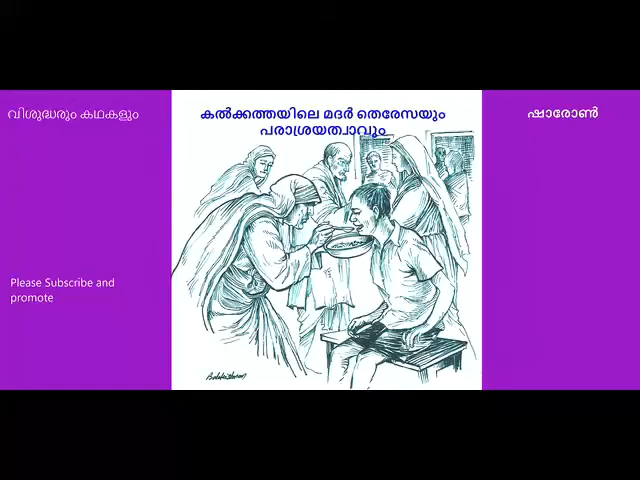 വിശുദ്ധരും കഥകളും
കൽക്കത്തയിലെ മദർ തെരേസയും
പരാശ്രയത്വാവും
ഷാരോൺ
Please Subscribe and
promote